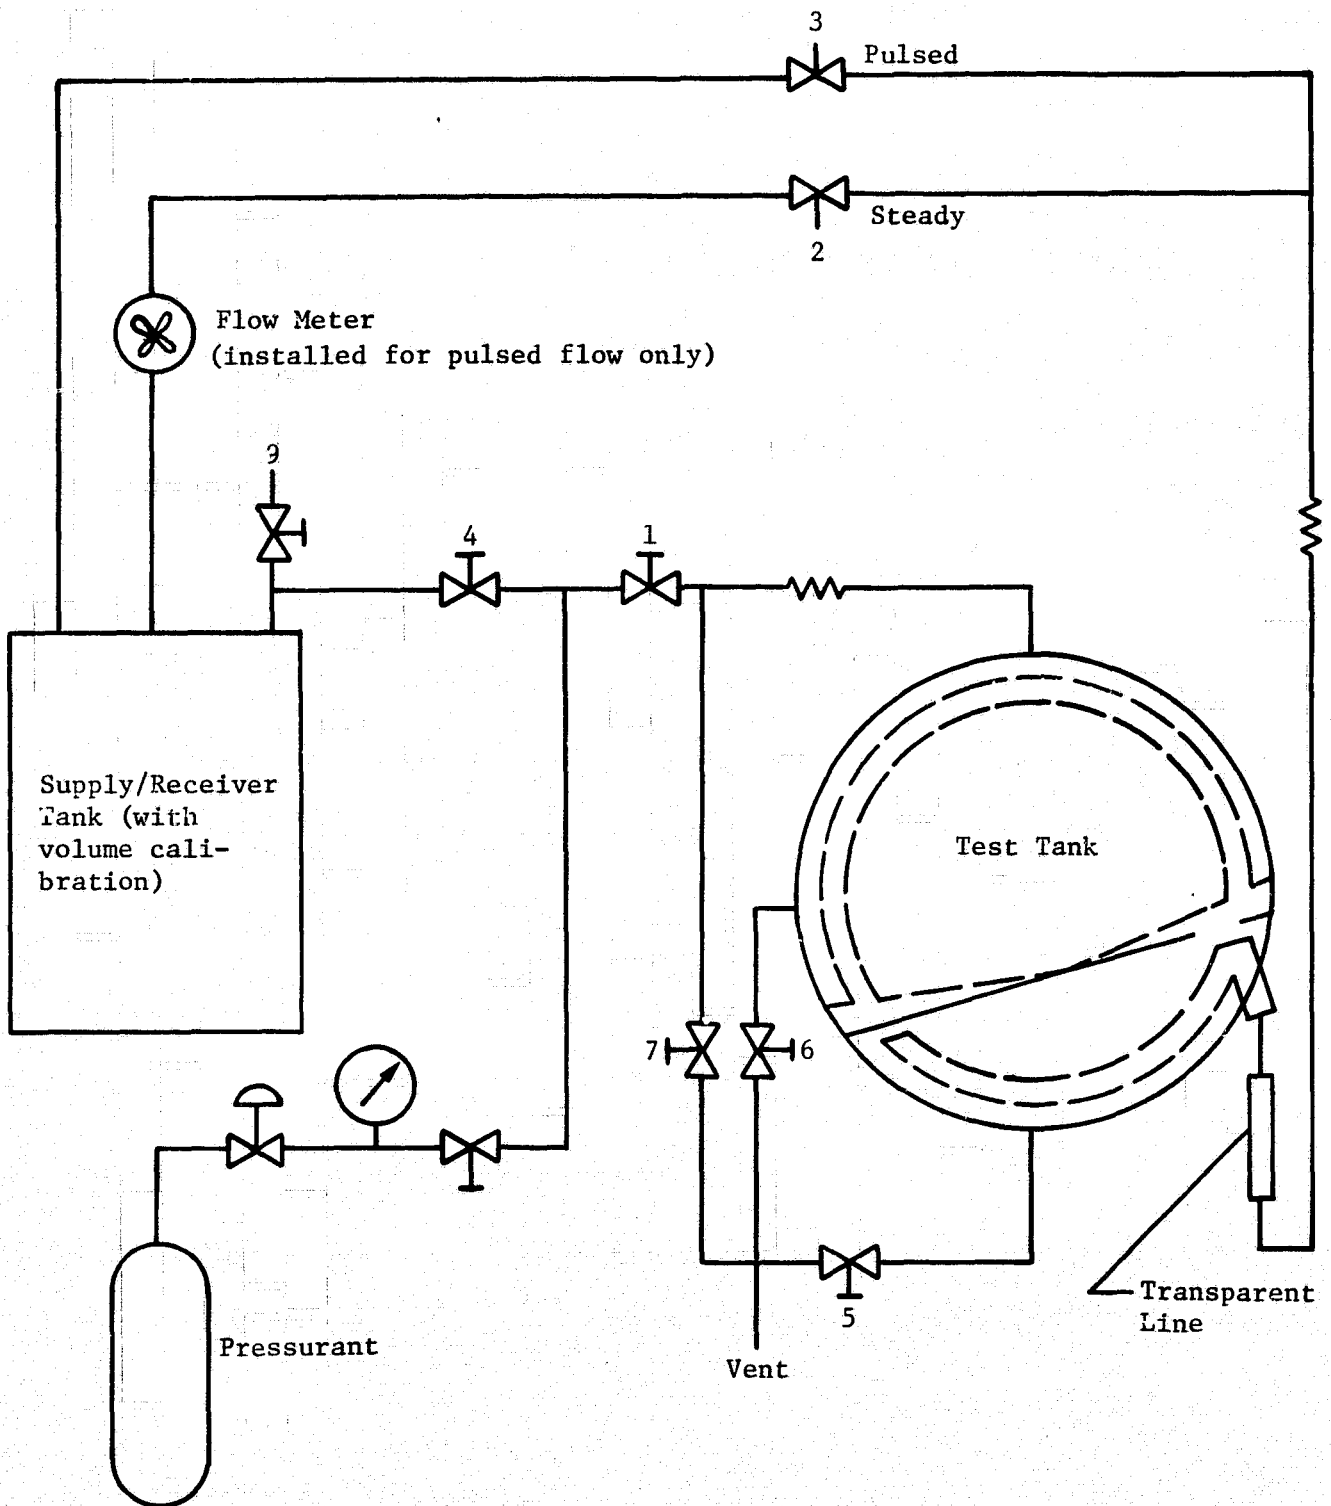 3
Pulsed
Steady
2
Flow Meter
(installed for pulsed flow only)
9
4
1
Supply/Receiver
Tank (with
volume cali-
bration)
Test Tank
7
6
5
Transparent
Line
Pressurant
Vent